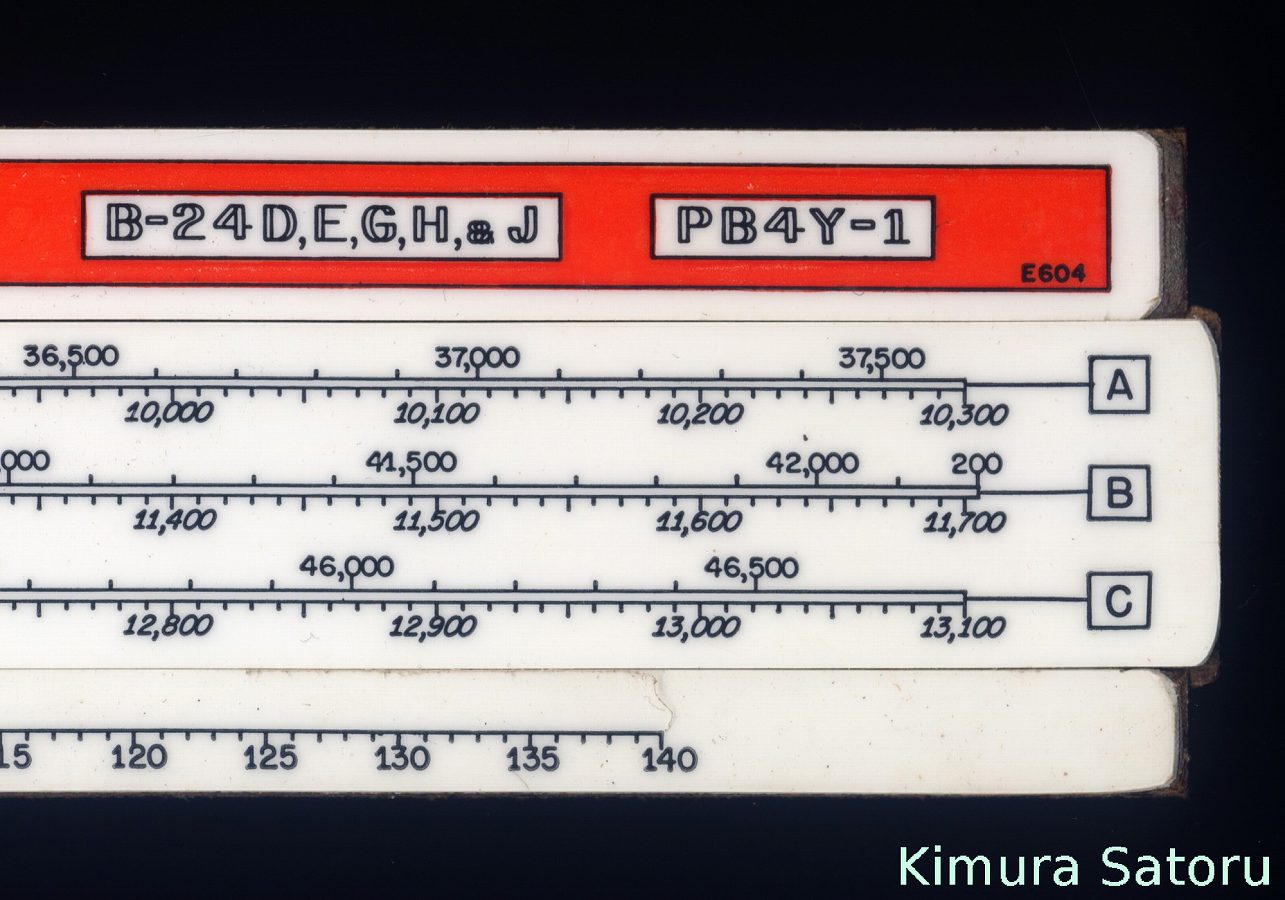 B-24 D,E,G,H,& J PB4Y-1
E604
36,500 37,000 37,500
A
10,000 10,100 10,200 10,300
,000 41,500 42,000 200
B
11,400 11,500 11,600 11,700
46,000 46,500
C
12,800 12,900 13,000 13,100
15 120 125 130 135 140
Kimura Satoru